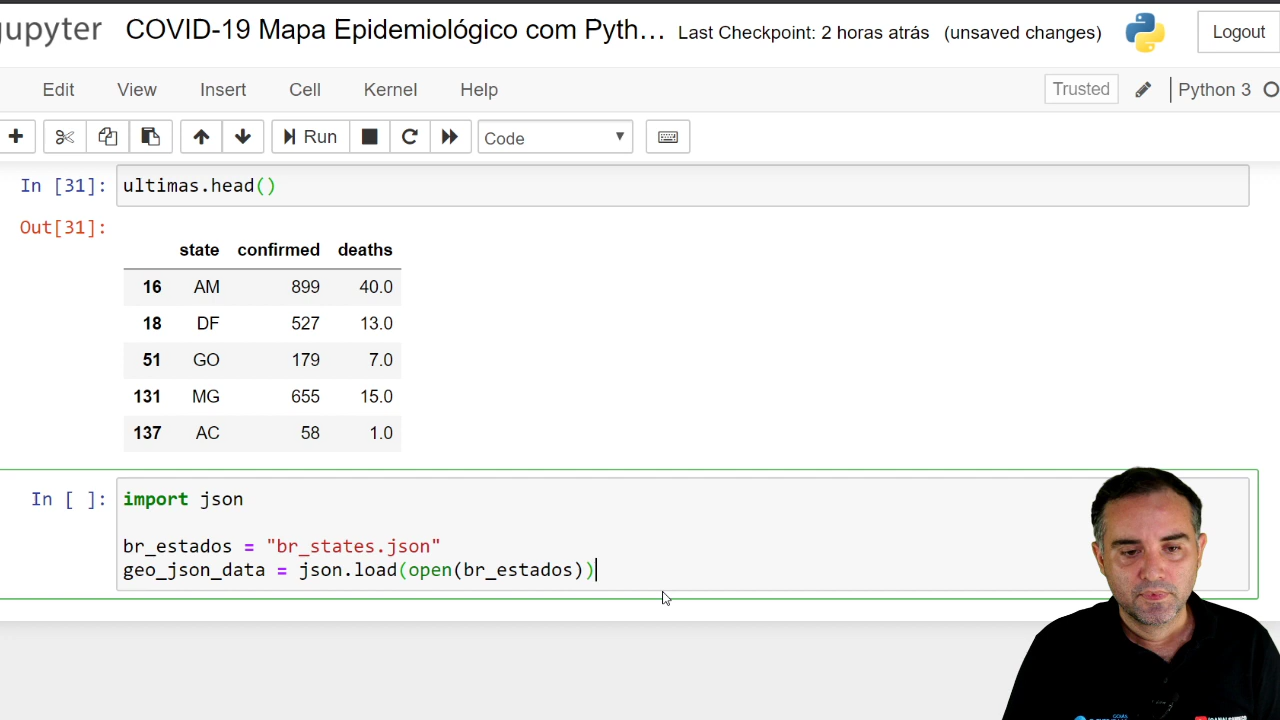 jupyter COVID-19 Mapa Epidemiológico com Pyth... Last Checkpoint: 2 horas atrás (unsaved changes) Logout
Edit View Insert Cell Kernel Help Trusted Python 3
Run Code
In [31]: ultimas.head()
Out[31]:
state confirmed deaths
16 AM 899 40.0
18 DF 527 13.0
51 GO 179 7.0
131 MG 655 15.0
137 AC 58 1.0
In [ ]: import json
br_estados = "br_states.json"
geo_json_data = json.load(open(br_estados))